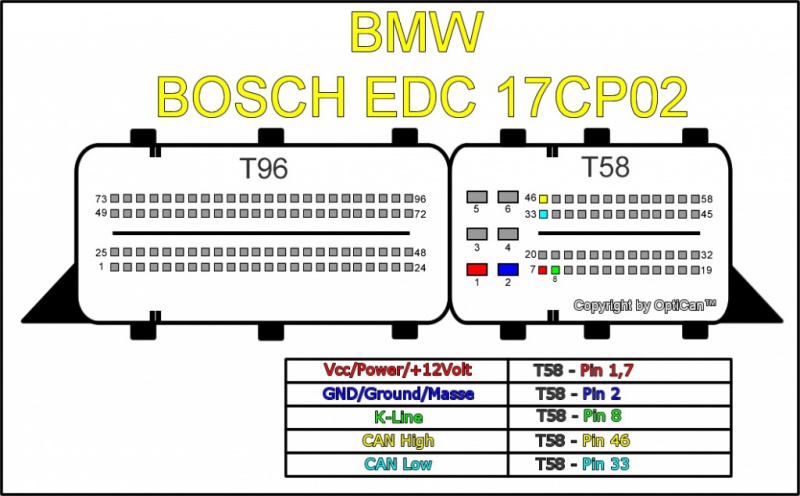 BMW
BOSCH EDC 17CP02
T96
T58
73 96
49 72
25 48
1 24
5 6
3 4
1 2
46 58
33 45
20 32
7 19
8
Copyright by OptiCan™
Vcc/Power/+12Volt T58 - Pin 1,7
GND/Ground/Masse T58 - Pin 2
K-Line T58 - Pin 8
CAN High T58 - Pin 46
CAN Low T58 - Pin 33